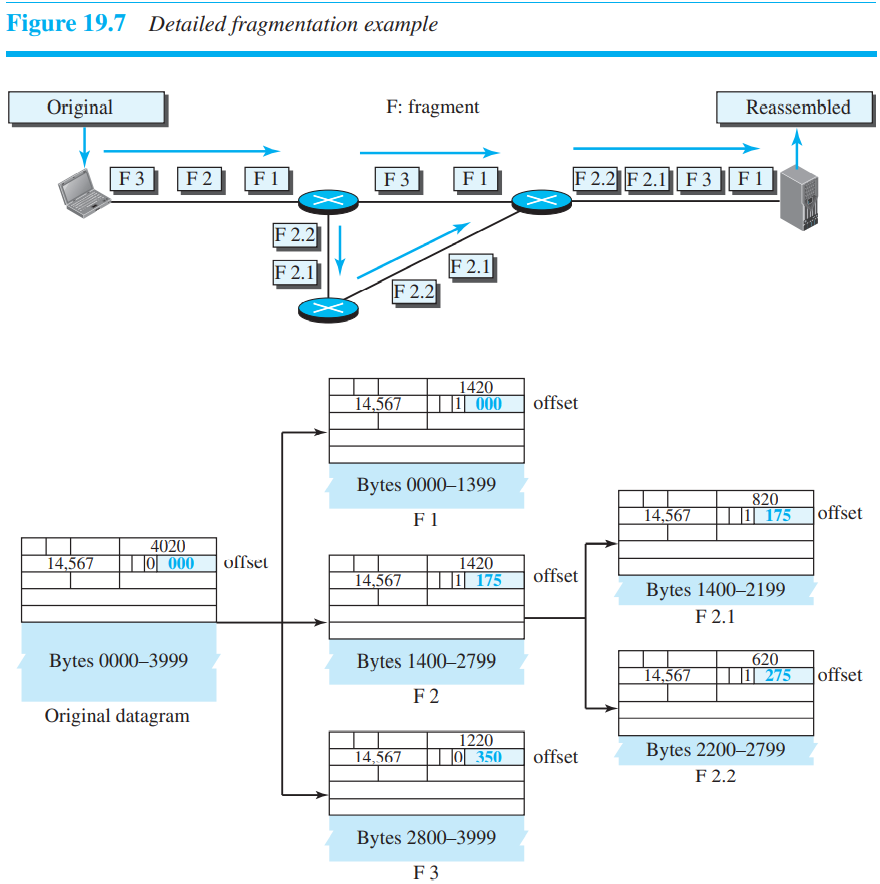 Figure 19.7 Detailed fragmentation example
Original
F: fragment
Reassembled
F 3 F 2 F 1 F 3 F 1 F 2.2 F 2.1 F 3 F 1
F 2.2
F 2.1
F 2.1
F 2.2
1420
14,567 1 000 offset
Bytes 0000–1399
F 1
4020
14,567 0 000 offset
Bytes 0000–3999
Original datagram
1420
14,567 1 175 offset
Bytes 1400–2799
F 2
1220
14,567 0 350 offset
Bytes 2800–3999
F 3
820
14,567 1 175 offset
Bytes 1400–2199
F 2.1
620
14,567 1 275 offset
Bytes 2200–2799
F 2.2